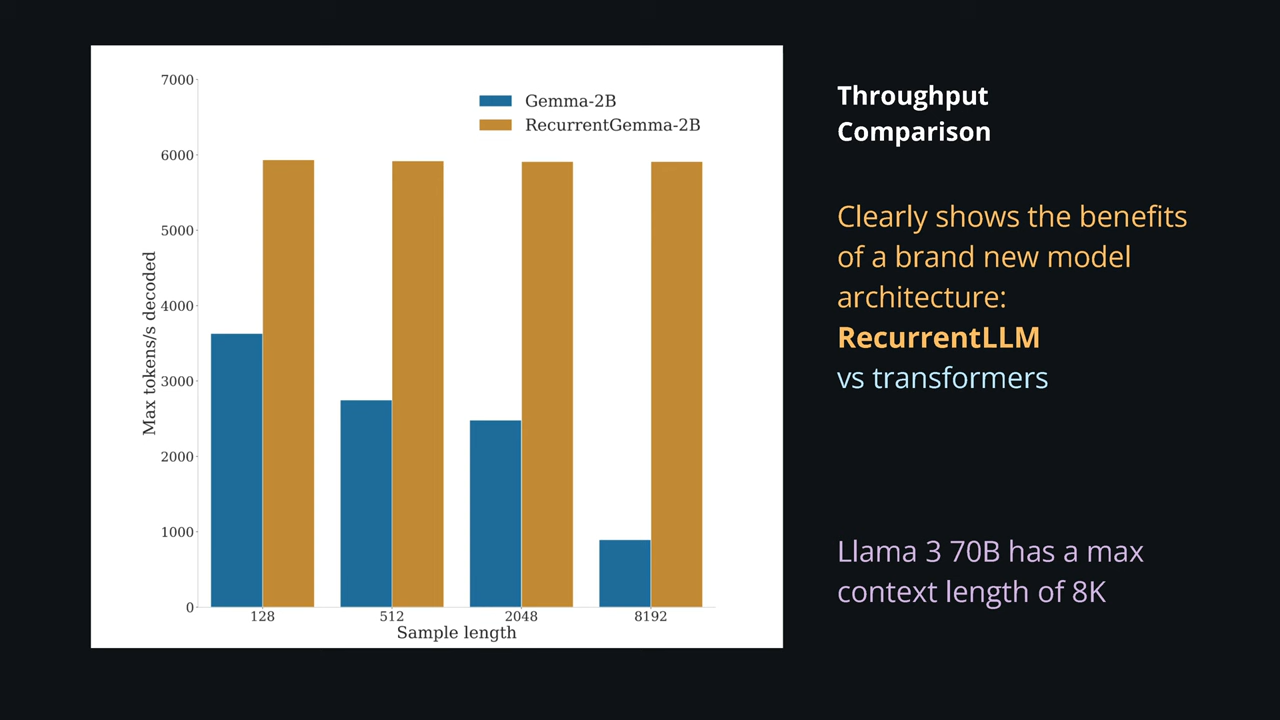 7000
6000
5000
4000
3000
2000
1000
0
Max tokens/s decoded
Gemma-2B
RecurrentGemma-2B
128 512 2048 8192
Sample length
Throughput
Comparison
Clearly shows the benefits
of a brand new model
architecture:
RecurrentLLM
vs transformers
Llama 3 70B has a max
context length of 8K